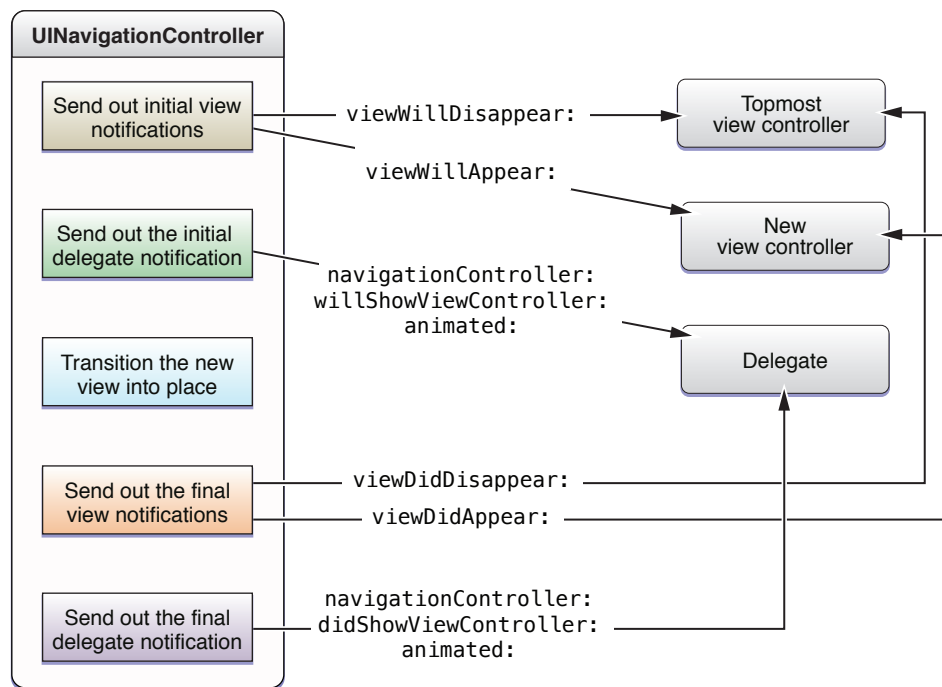 UINavigationController
Send out initial view
notifications
viewWillDisappear:
Topmost
view controller
viewWillAppear:
New
view controller
Send out the initial
delegate notification
navigationController:
willShowViewController:
animated:
Delegate
Transition the new
view into place
Send out the final
view notifications
viewDidDisappear:
viewDidAppear:
Send out the final
delegate notification
navigationController:
didShowViewController:
animated: